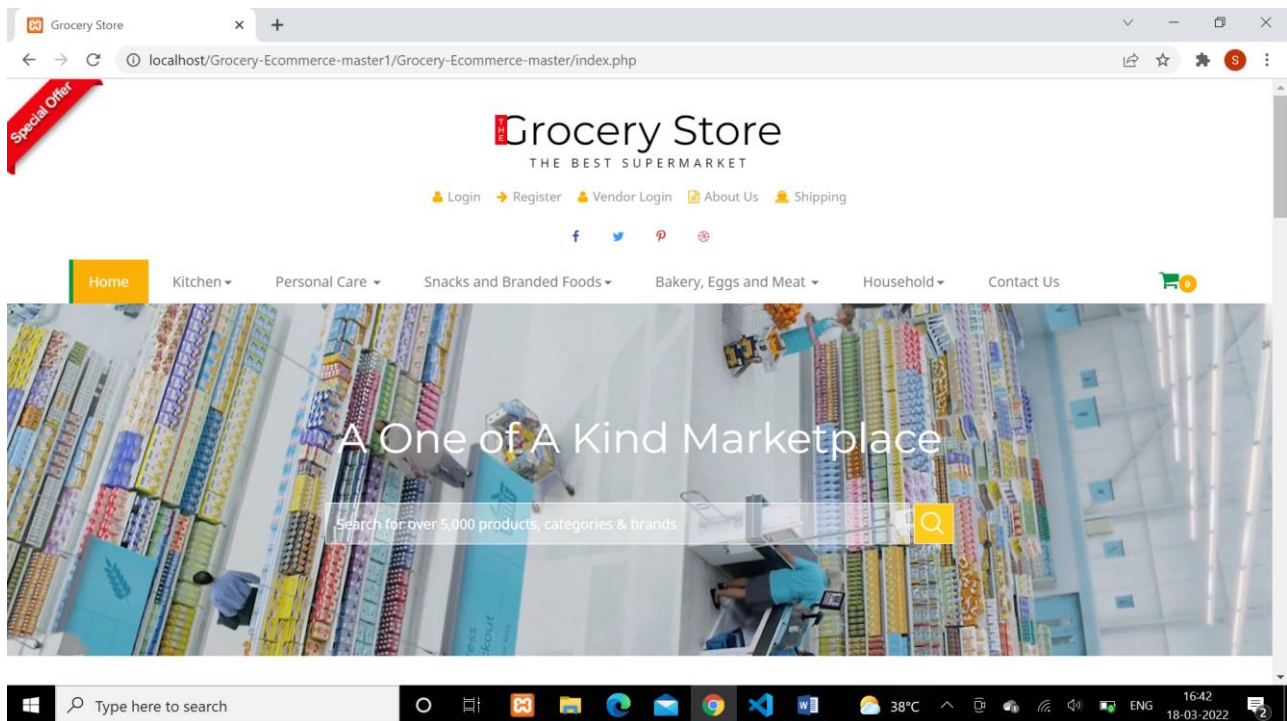 Grocery Store
localhost/Grocery-Ecommerce-master1/Grocery-Ecommerce-master/index.php
S
Special Offer
THE Grocery Store
THE BEST SUPERMARKET
Login Register Vendor Login About Us Shipping
Home Kitchen Personal Care Snacks and Branded Foods Bakery, Eggs and Meat Household Contact Us 0
A One of A Kind Marketplace
Search for over 5,000 products, categories & brands
Type here to search
38°C ENG 16:42
18-03-2022 2